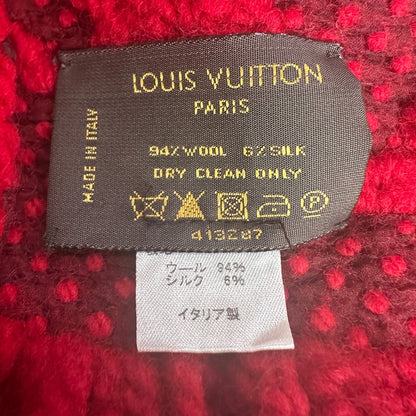 LOUIS VUITTON
PARIS
MADE IN ITALY
94% WOOL 6% SILK
DRY CLEAN ONLY
P
413287
ウール 94%
シルク 6%
イタリア製